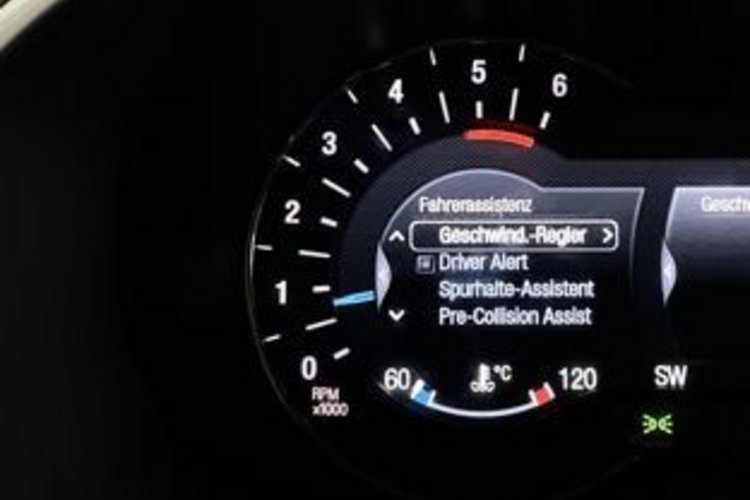 6
5
4
3
2
1
0
RPM
x1000
Fahrerassistenz
Geschwind.-Regler
Driver Alert
Spurhalte-Assistent
Pre-Collision Assist
60
°C
120
SW